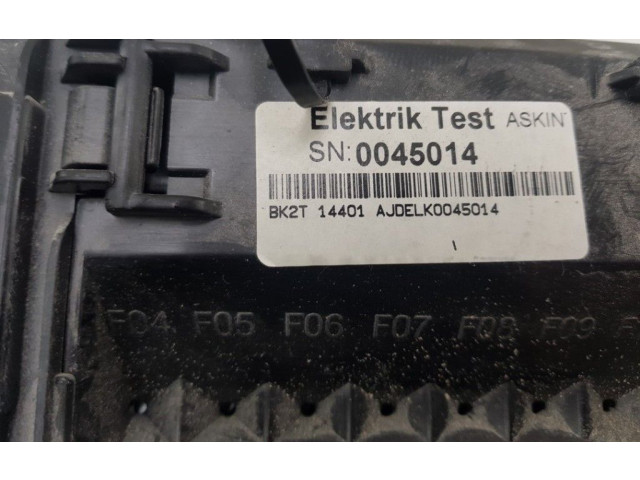 Elektrik Test ASKIN
SN:0045014
BK2T 14401 AJDELK0045014
F04 F05 F06 F07 F08 F09